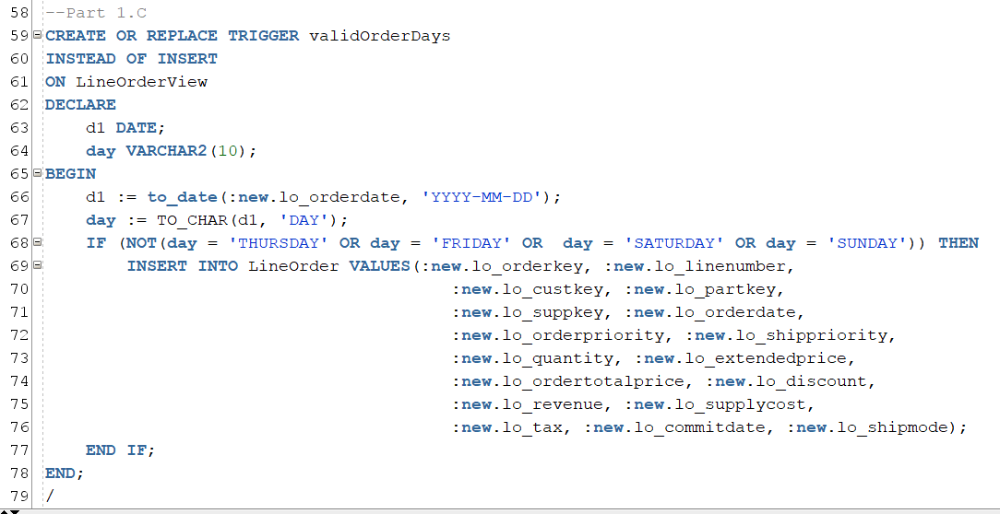 58 --Part 1.C
59 CREATE OR REPLACE TRIGGER validOrderDays
60 INSTEAD OF INSERT
61 ON LineOrderView
62 DECLARE
63     d1 DATE;
64     day VARCHAR2(10);
65 BEGIN
66     d1 := to_date(:new.lo_orderdate, 'YYYY-MM-DD');
67     day := TO_CHAR(d1, 'DAY');
68     IF (NOT(day = 'THURSDAY' OR day = 'FRIDAY' OR  day = 'SATURDAY' OR day = 'SUNDAY')) THEN
69         INSERT INTO LineOrder VALUES(:new.lo_orderkey, :new.lo_linenumber,
70                                         :new.lo_custkey, :new.lo_partkey,
71                                         :new.lo_suppkey, :new.lo_orderdate,
72                                         :new.lo_orderpriority, :new.lo_shippriority,
73                                         :new.lo_quantity, :new.lo_extendedprice,
74                                         :new.lo_ordertotalprice, :new.lo_discount,
75                                         :new.lo_revenue, :new.lo_supplycost,
76                                         :new.lo_tax, :new.lo_commitdate, :new.lo_shipmode);
77     END IF;
78 END;
79 /